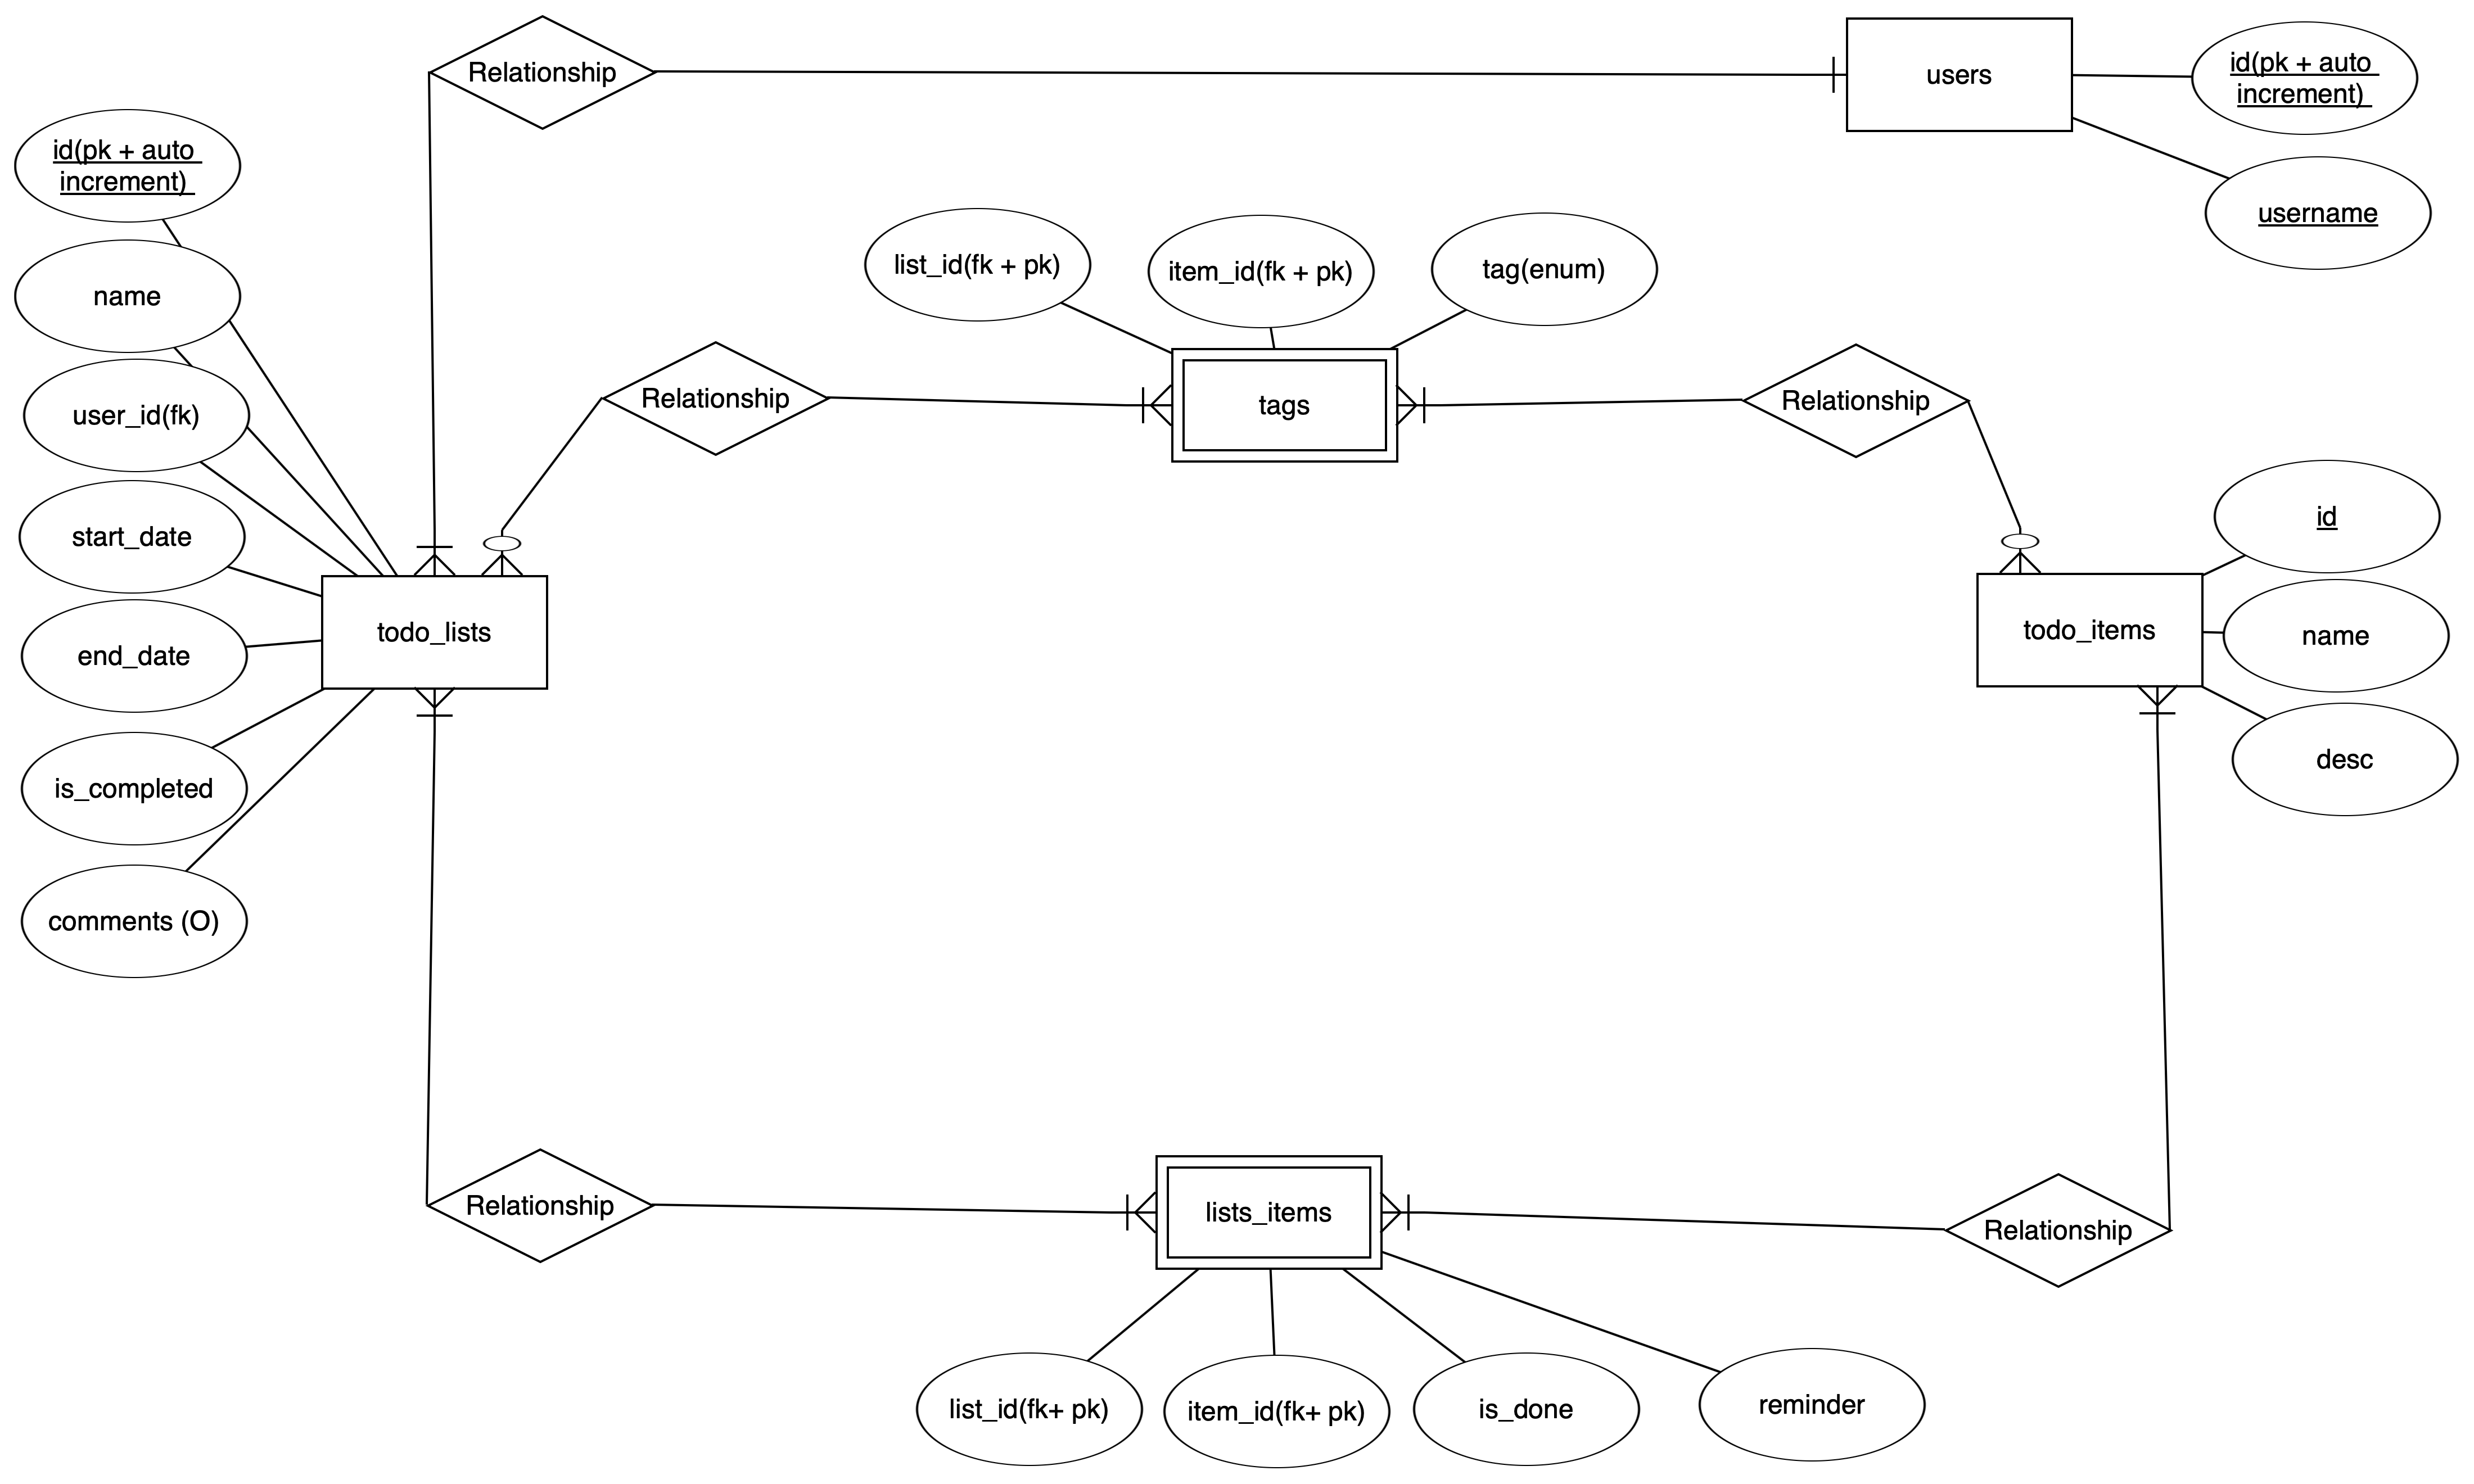 Relationship
users
id(pk + auto
increment)
username
id(pk + auto
increment)
name
user_id(fk)
start_date
end_date
is_completed
comments (O)
list_id(fk + pk)
item_id(fk + pk)
tag(enum)
Relationship
tags
Relationship
todo_lists
todo_items
id
name
desc
Relationship
lists_items
Relationship
list_id(fk+ pk)
item_id(fk+ pk)
is_done
reminder